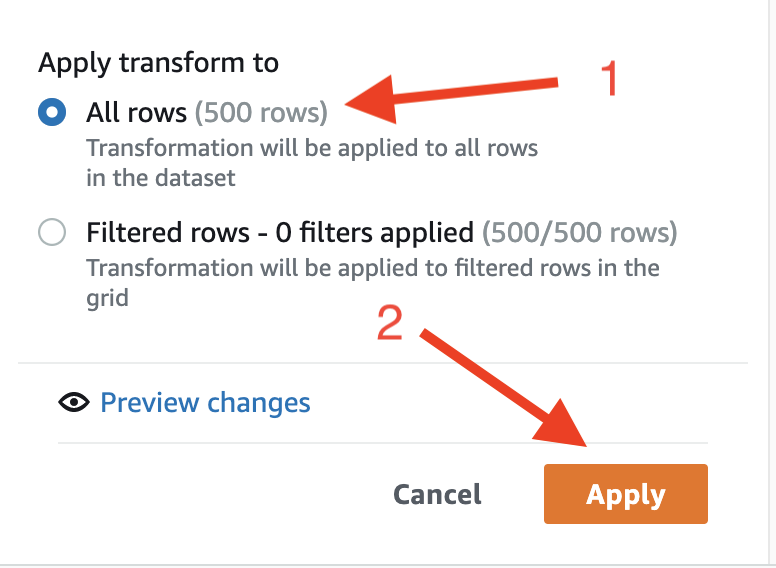 Apply transform to
1
All rows (500 rows)
Transformation will be applied to all rows
in the dataset
Filtered rows - 0 filters applied (500/500 rows)
Transformation will be applied to filtered rows in the
grid
2
Preview changes
Cancel
Apply